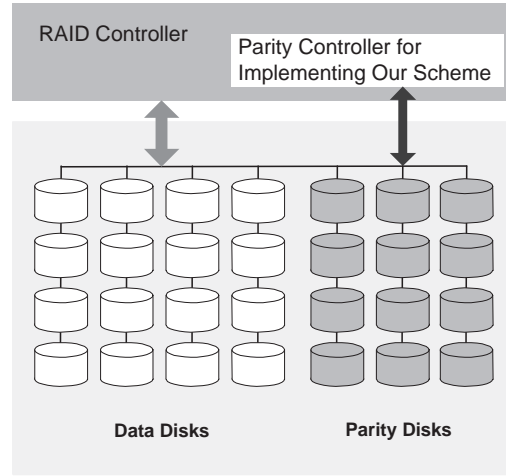 RAID Controller
Parity Controller for
Implementing Our Scheme
Data Disks
Parity Disks